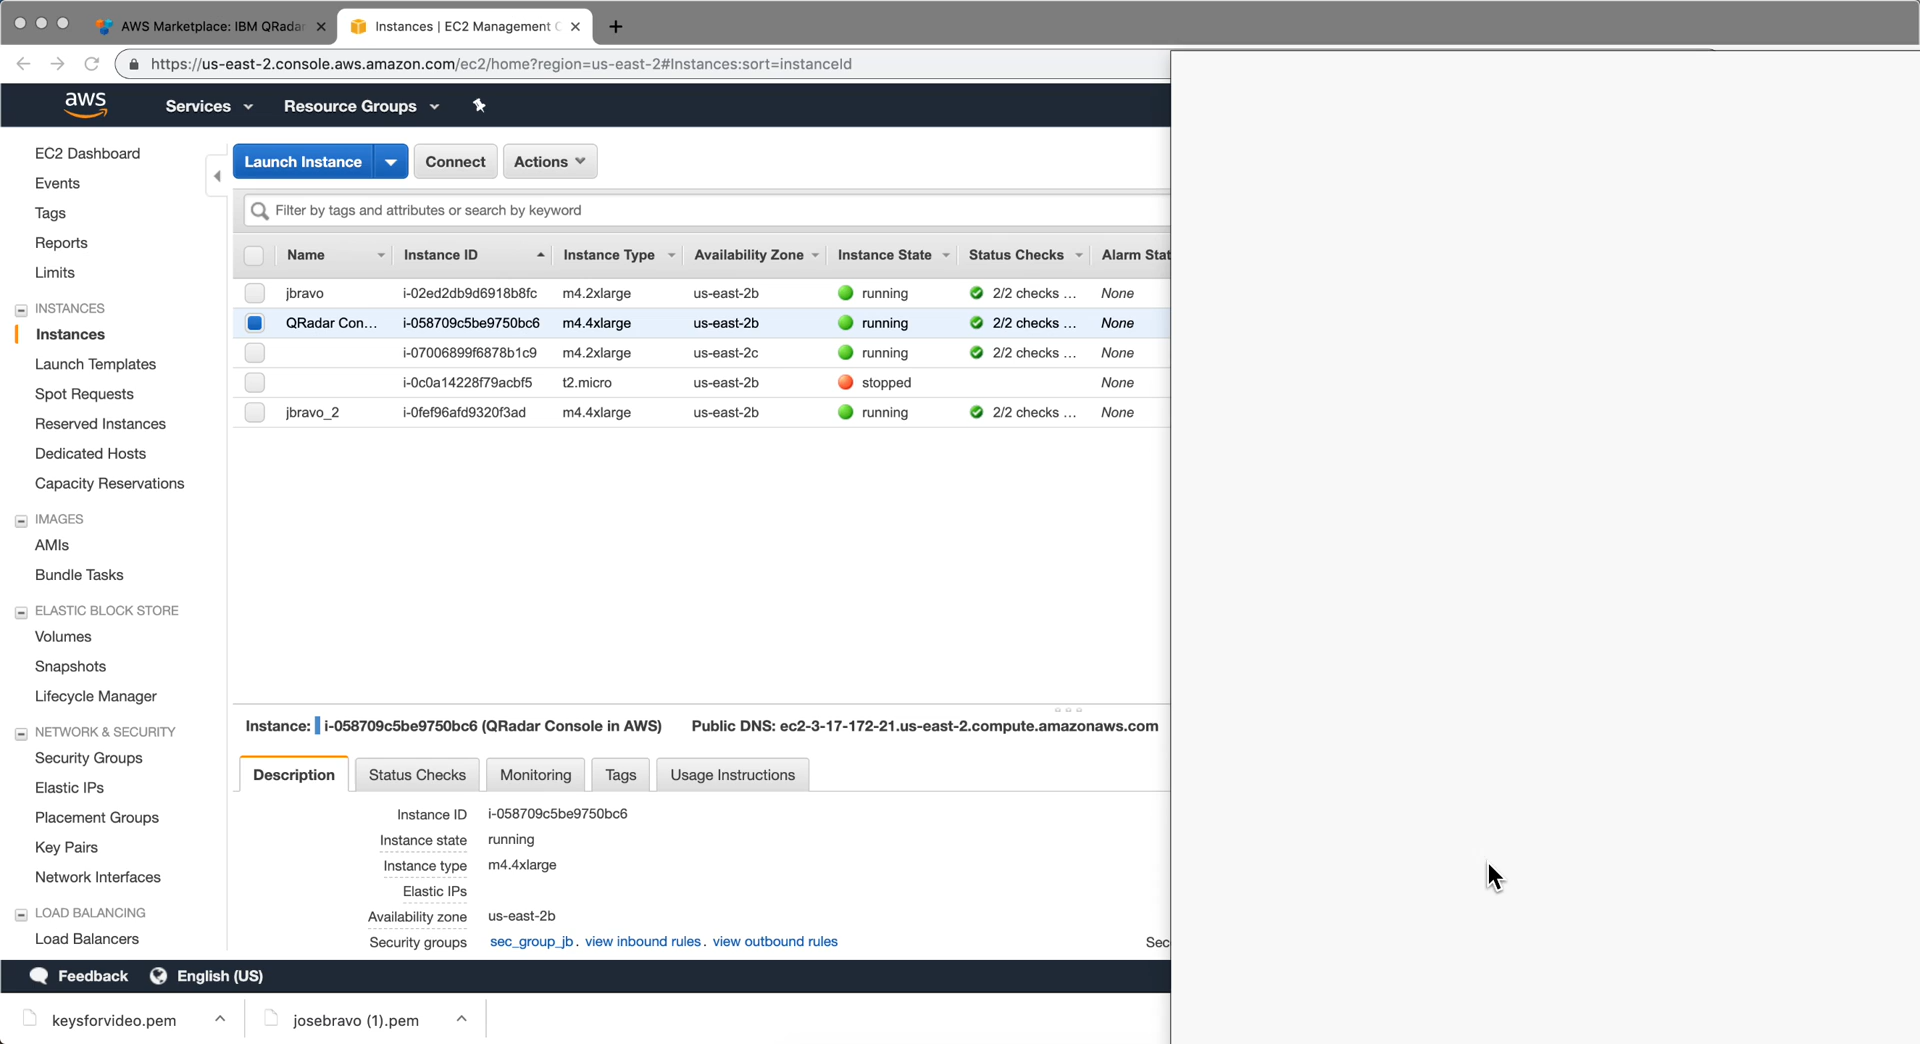 AWS Marketplace: IBM QRadar
Instances | EC2 Management C
https://us-east-2.console.aws.amazon.com/ec2/home?region=us-east-2#Instances:sort=instanceId
aws
Services
Resource Groups
EC2 Dashboard
Events
Tags
Reports
Limits
INSTANCES
Instances
Launch Templates
Spot Requests
Reserved Instances
Dedicated Hosts
Capacity Reservations
IMAGES
AMIs
Bundle Tasks
ELASTIC BLOCK STORE
Volumes
Snapshots
Lifecycle Manager
NETWORK & SECURITY
Security Groups
Elastic IPs
Placement Groups
Key Pairs
Network Interfaces
LOAD BALANCING
Load Balancers
Launch Instance Connect Actions
Filter by tags and attributes or search by keyword
Name Instance ID Instance Type Availability Zone Instance State Status Checks Alarm Stat
jbravo i-02ed2db9d6918b8fc m4.2xlarge us-east-2b running 2/2 checks ... None
QRadar Con... i-058709c5be9750bc6 m4.4xlarge us-east-2b running 2/2 checks ... None
i-07006899f6878b1c9 m4.2xlarge us-east-2c running 2/2 checks ... None
i-0c0a14228f79acbf5 t2.micro us-east-2b stopped None
jbravo_2 i-0fef96afd9320f3ad m4.4xlarge us-east-2b running 2/2 checks ... None
Instance: i-058709c5be9750bc6 (QRadar Console in AWS) Public DNS: ec2-3-17-172-21.us-east-2.compute.amazonaws.com
Description Status Checks Monitoring Tags Usage Instructions
Instance ID i-058709c5be9750bc6
Instance state running
Instance type m4.4xlarge
Elastic IPs
Availability zone us-east-2b
Security groups sec_group_jb. view inbound rules. view outbound rules Sec
Feedback English (US)
keysforvideo.pem josebravo (1).pem